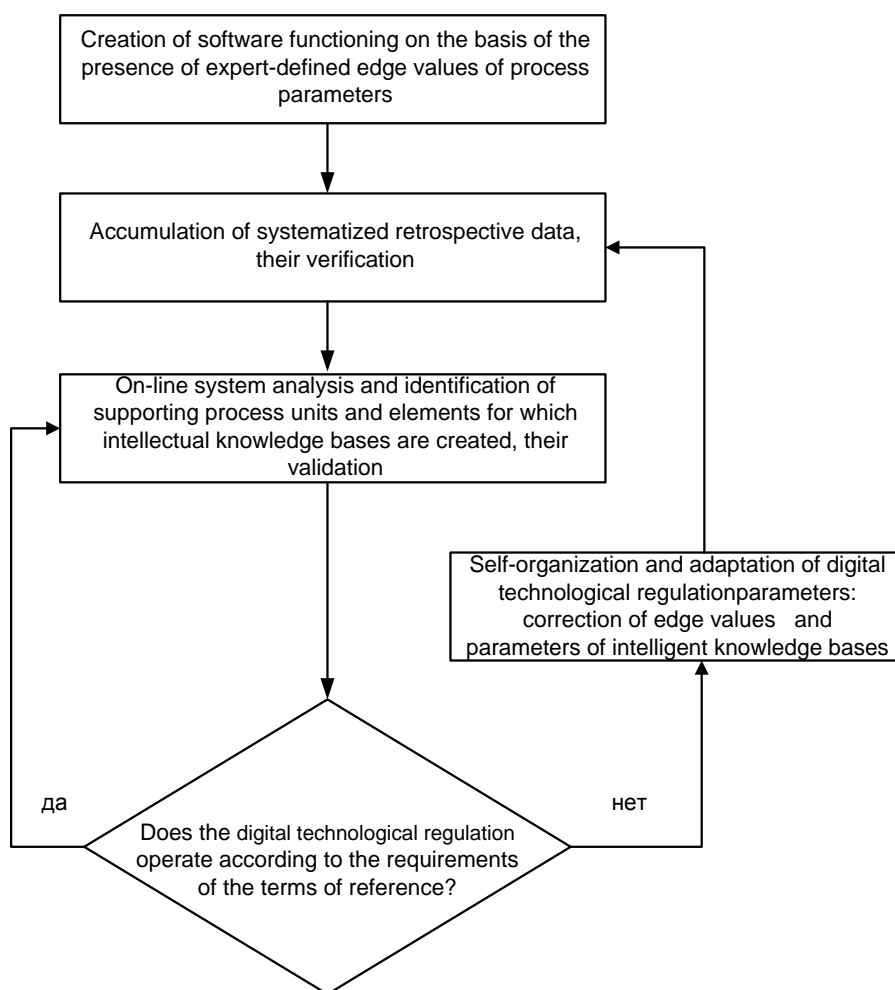 Creation of software functioning on the basis of the
presence of expert-defined edge values of process
parameters
Accumulation of systematized retrospective data,
their verification
On-line system analysis and identification of
supporting process units and elements for which
intellectual knowledge bases are created, their
validation
Self-organization and adaptation of digital
technological regulationparameters:
correction of edge values and
parameters of intelligent knowledge bases
да
нет
Does the digital technological regulation
operate according to the requirements
of the terms of reference?